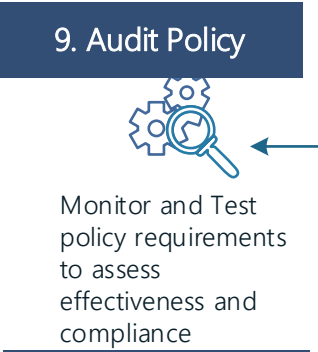 9. Audit Policy
Monitor and Test
policy requirements
to assess
effectiveness and
compliance